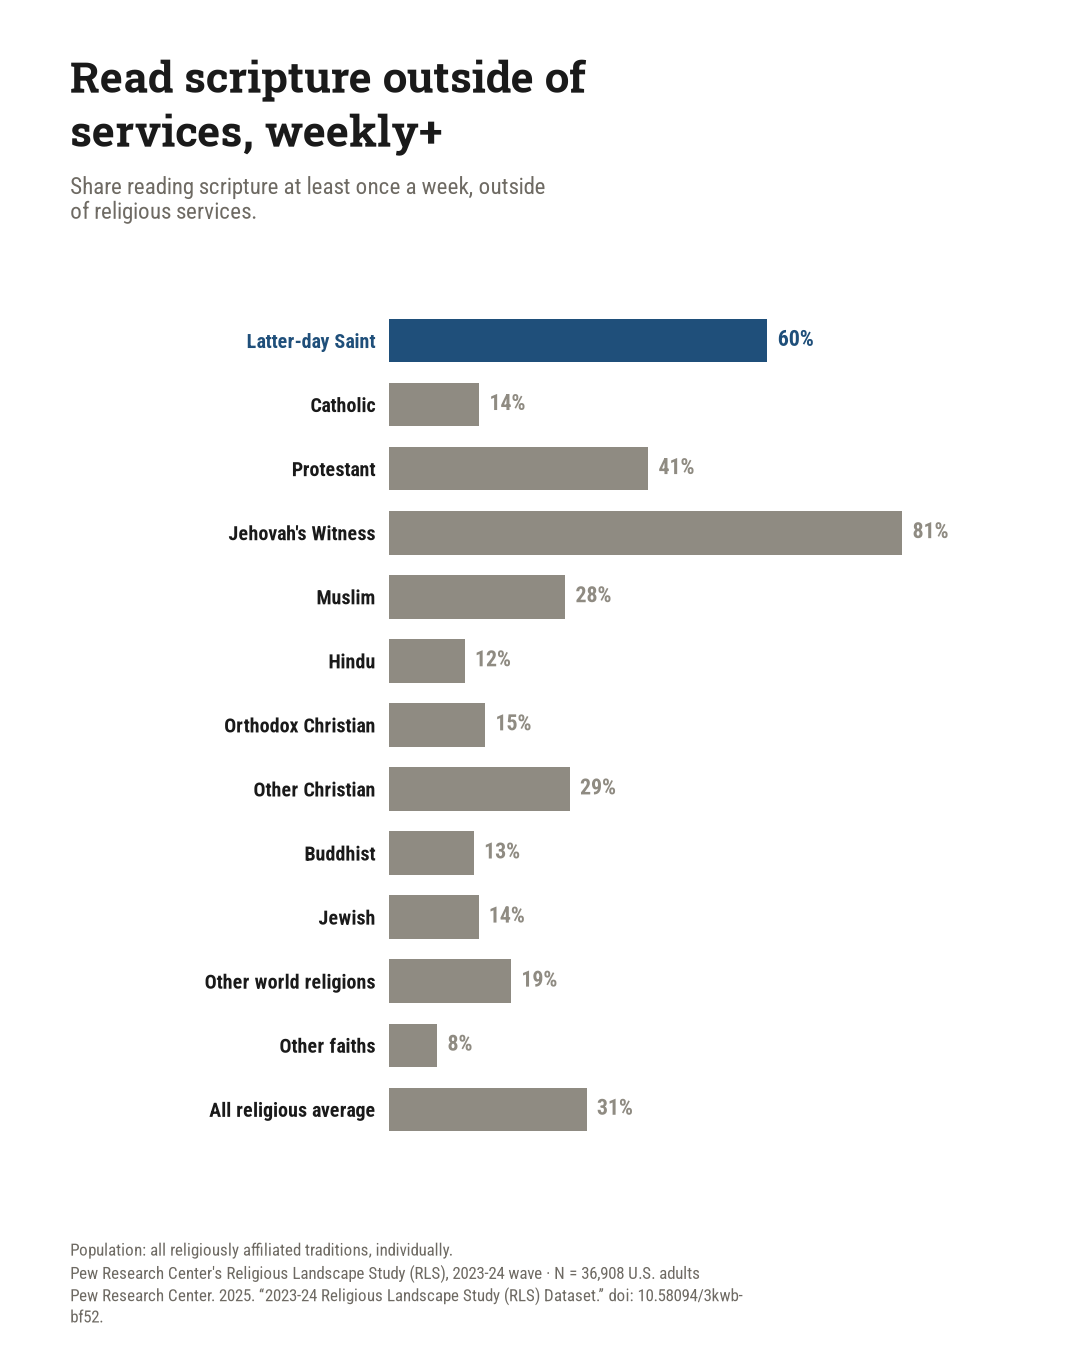 Read scripture outside of
services, weekly+
Share reading scripture at least once a week, outside
of religious services.
Latter-day Saint 60%
Catholic 14%
Protestant 41%
Jehovah's Witness 81%
Muslim 28%
Hindu 12%
Orthodox Christian 15%
Other Christian 29%
Buddhist 13%
Jewish 14%
Other world religions 19%
Other faiths 8%
All religious average 31%
Population: all religiously affiliated traditions, individually.
Pew Research Center's Religious Landscape Study (RLS), 2023-24 wave · N = 36,908 U.S. adults
Pew Research Center. 2025. “2023-24 Religious Landscape Study (RLS) Dataset.” doi: 10.58094/3kwb-
bf52.